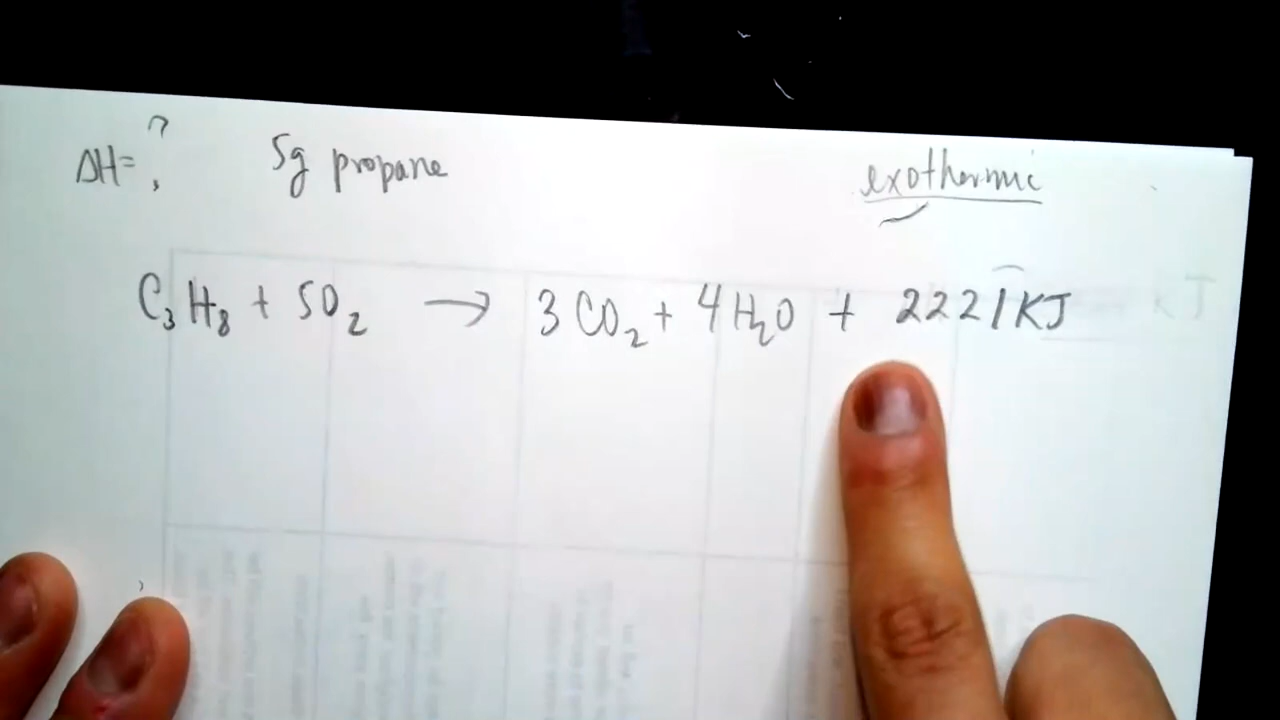 ΔH= ? 5g propane exothermic
C₃H₈ + 5O₂ → 3CO₂ + 4H₂O + 2221KJ